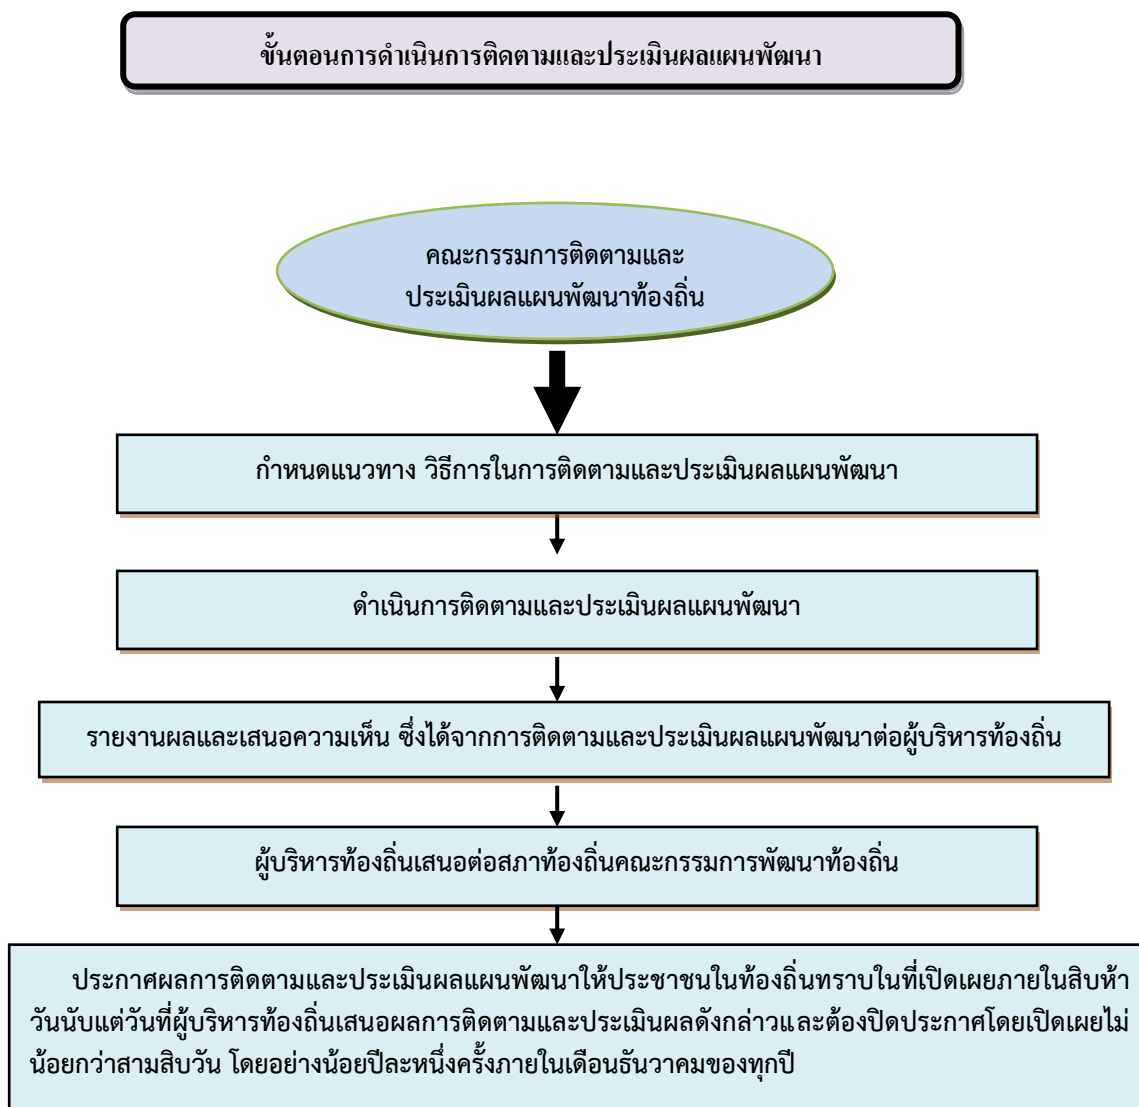 ขั้นตอนการดำเนินการติดตามและประเมินผลแผนพัฒนา
คณะกรรมการติดตามและ
ประเมินผลแผนพัฒนาท้องถิ่น
กำหนดแนวทาง วิธีการในการติดตามและประเมินผลแผนพัฒนา
ดำเนินการติดตามและประเมินผลแผนพัฒนา
รายงานผลและเสนอความเห็น ซึ่งได้จากการติดตามและประเมินผลแผนพัฒนาต่อผู้บริหารท้องถิ่น
ผู้บริหารท้องถิ่นเสนอต่อสภาท้องถิ่นคณะกรรมการพัฒนาท้องถิ่น
ประกาศผลการติดตามและประเมินผลแผนพัฒนาให้ประชาชนในท้องถิ่นทราบในที่เปิดเผยภายในสิบห้า
วันนับแต่วันที่ผู้บริหารท้องถิ่นเสนอผลการติดตามและประเมินผลดังกล่าวและต้องปิดประกาศโดยเปิดเผยไม่
น้อยกว่าสามสิบวัน โดยอย่างน้อยปีละหนึ่งครั้งภายในเดือนธันวาคมของทุกปี